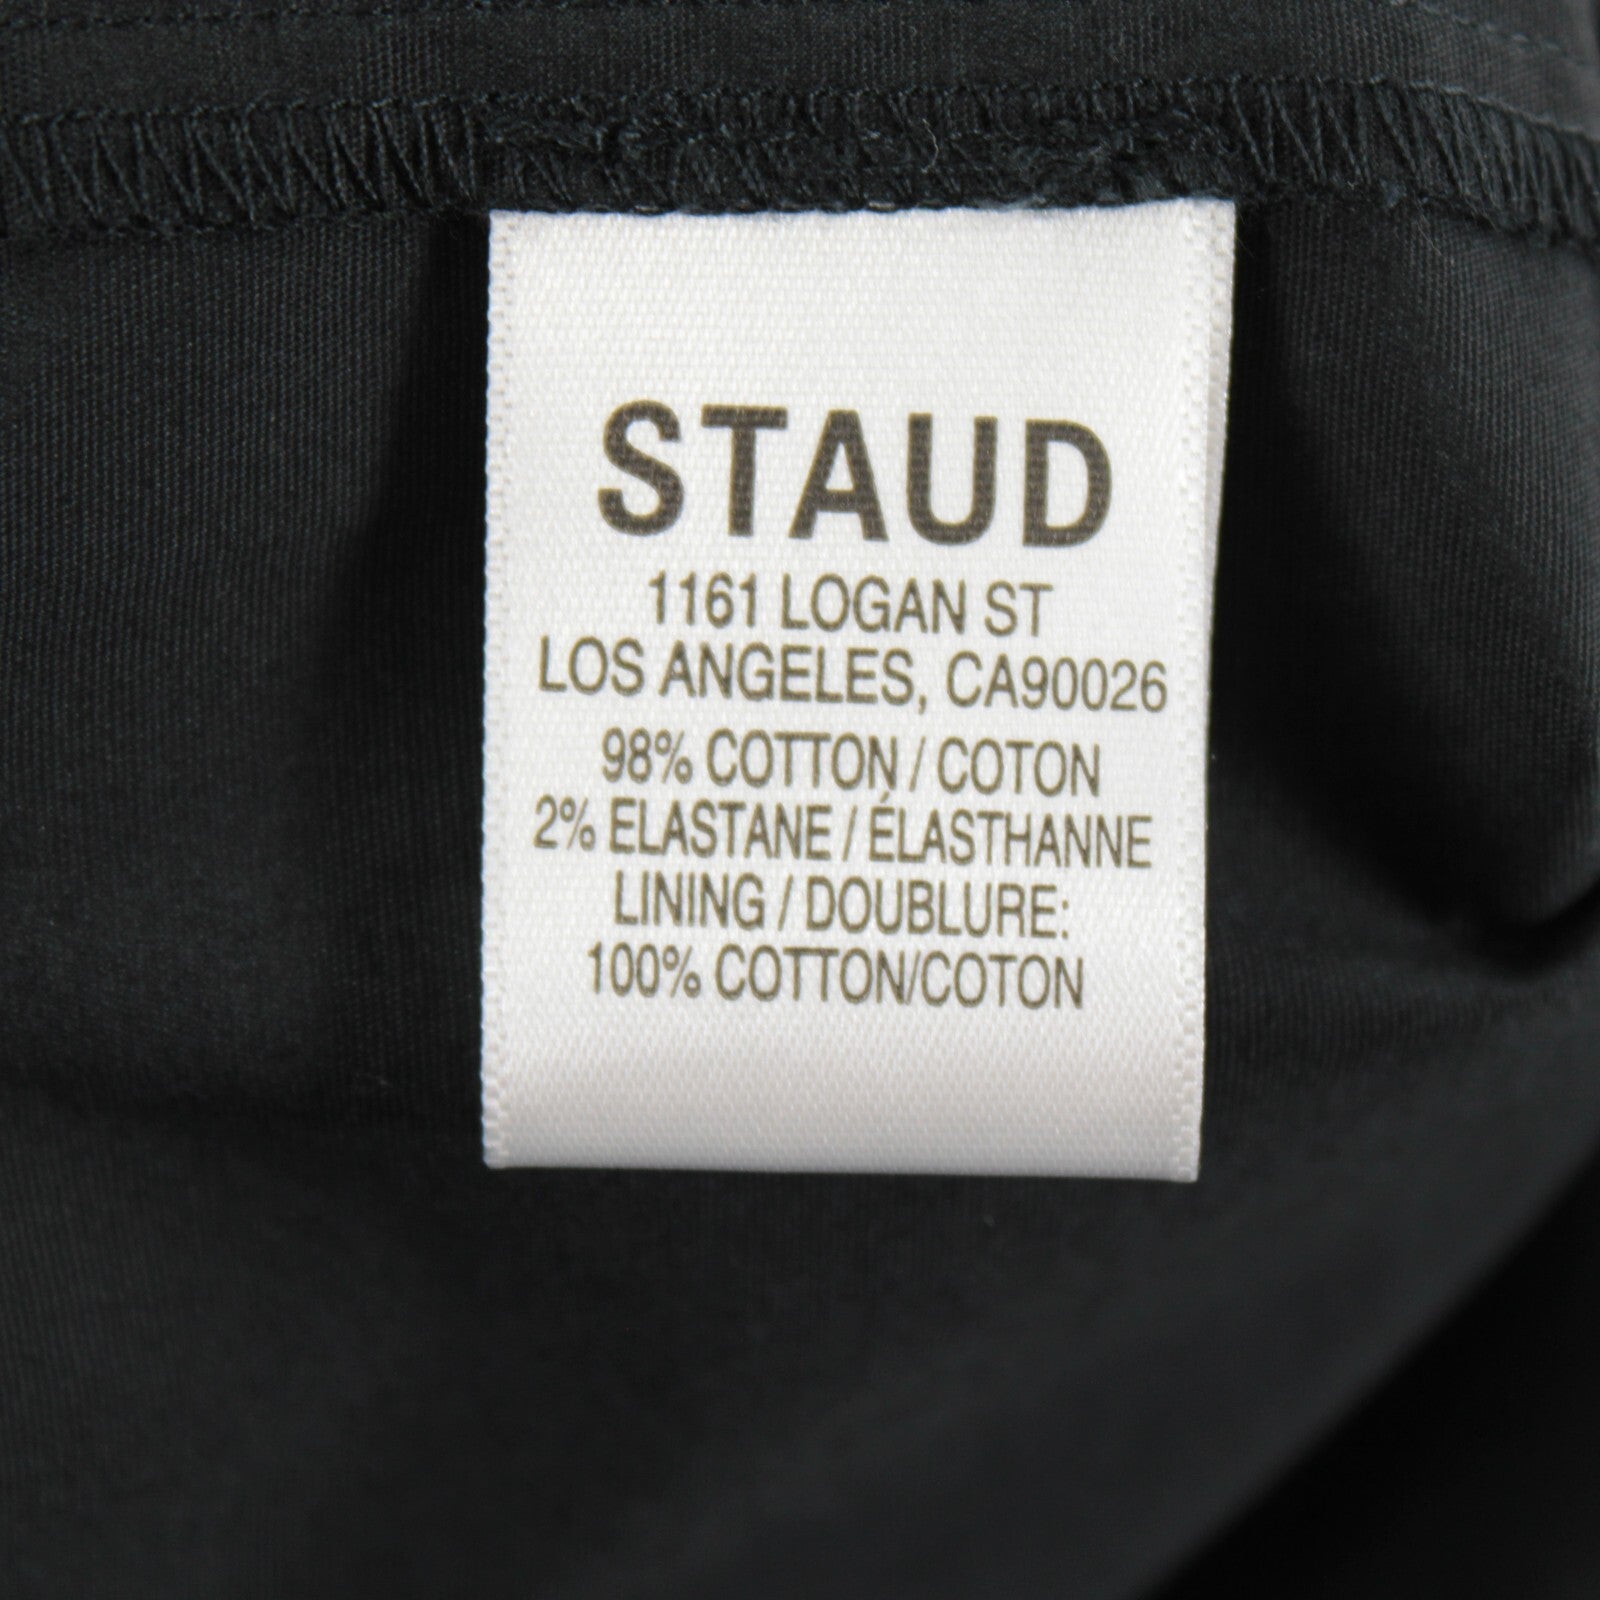 STAUD
1161 LOGAN ST
LOS ANGELES, CA90026
98% COTTON / COTON
2% ELASTANE / ÉLASTHANNE
LINING / DOUBLURE:
100% COTTON/COTON